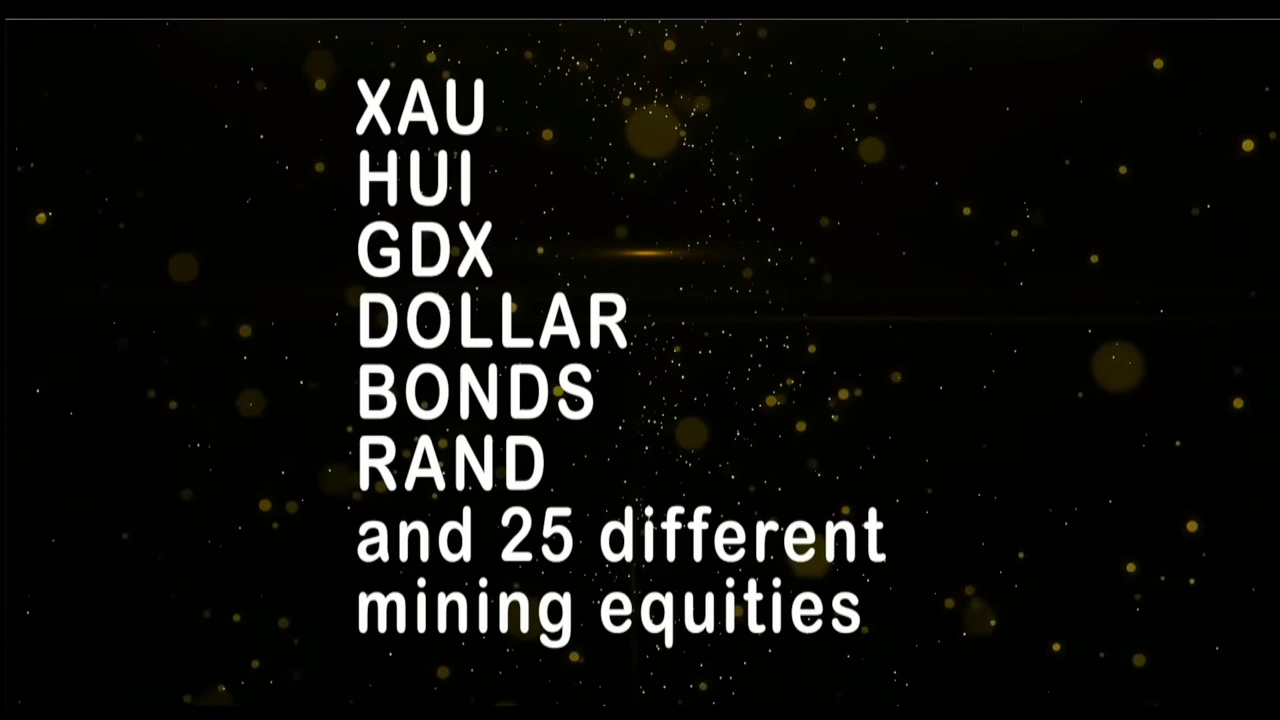 XAU
HUI
GDX
DOLLAR
BONDS
RAND
and 25 different
mining equities